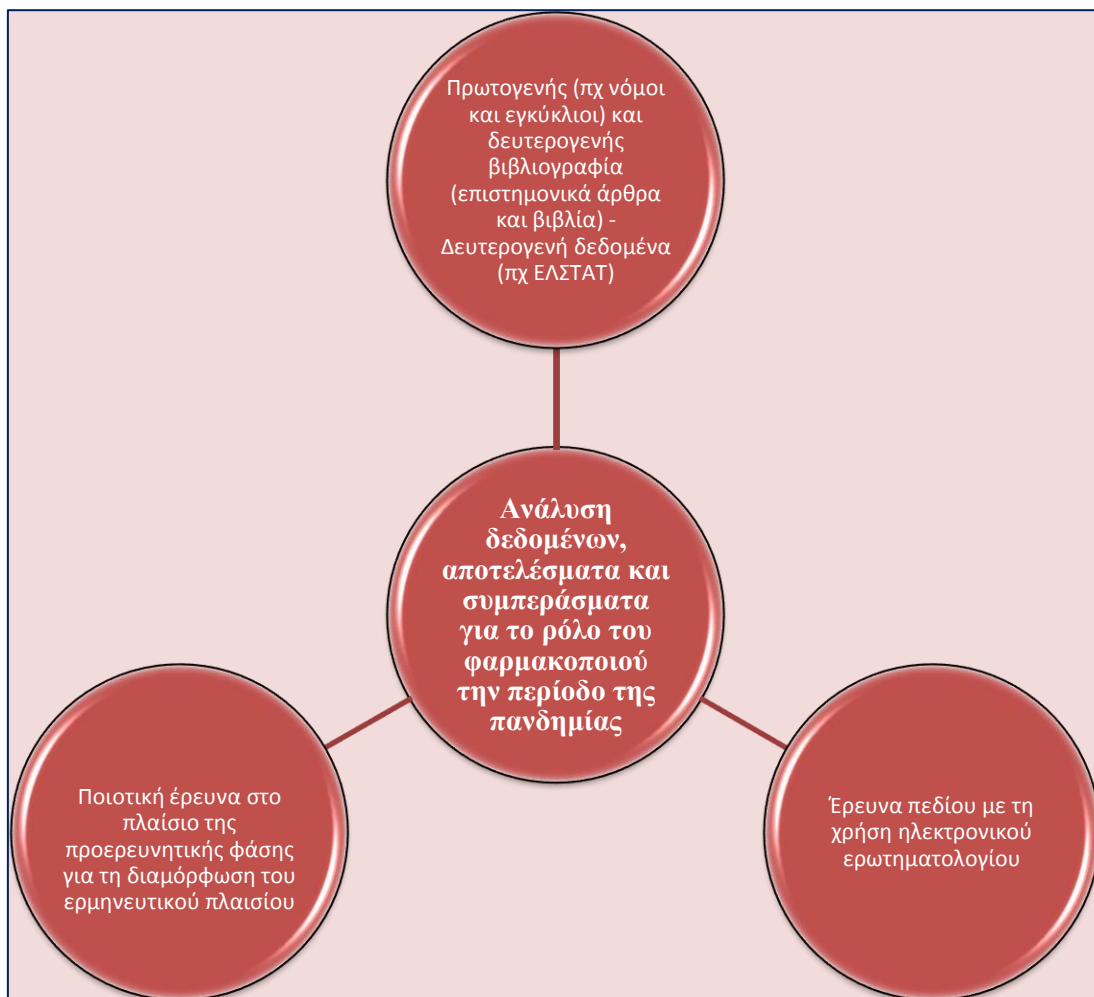 Πρωτογενής (πχ νόμοι
και εγκύκλιοι) και
δευτερογενής
βιβλιογραφία
(επιστημονικά άρθρα
και βιβλία) -
Δευτερογενή δεδομένα
(πχ ΕΛΣΤΑΤ)
Ανάλυση
δεδομένων,
αποτελέσματα και
συμπεράσματα
για το ρόλο του
φαρμακοποιού
την περίοδο της
πανδημίας
Ποιοτική έρευνα στο
πλαίσιο της
προερευνητικής φάσης
για τη διαμόρφωση του
ερμηνευτικού πλαισίου
Έρευνα πεδίου με τη
χρήση ηλεκτρονικού
ερωτηματολογίου